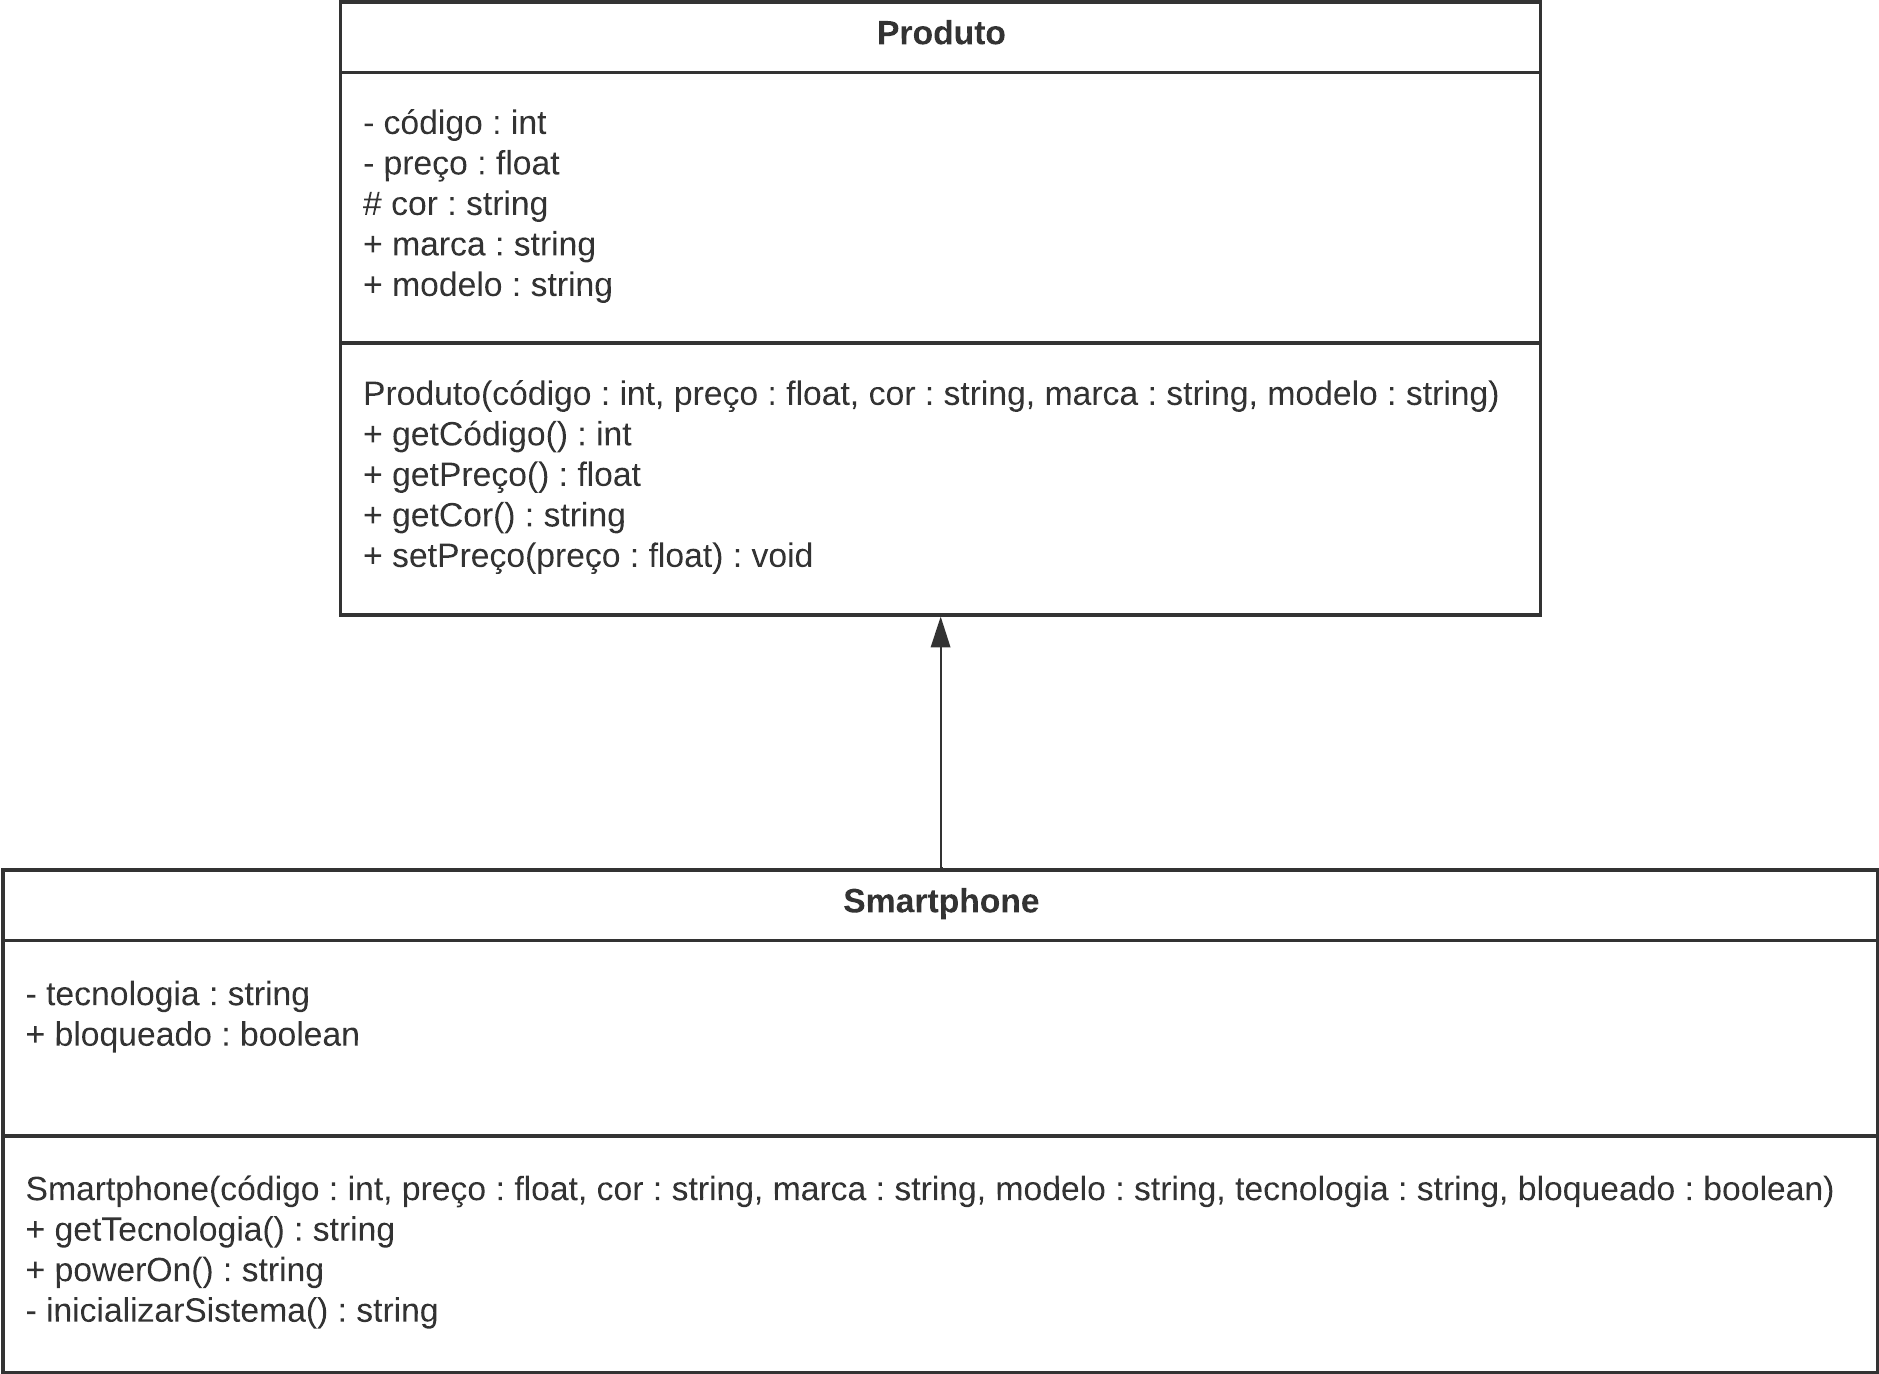 Produto
- código : int
- preço : float
# cor : string
+ marca : string
+ modelo : string
Produto(código : int, preço : float, cor : string, marca : string, modelo : string)
+ getCódigo() : int
+ getPreço() : float
+ getCor() : string
+ setPreço(preço : float) : void
Smartphone
- tecnologia : string
+ bloqueado : boolean
Smartphone(código : int, preço : float, cor : string, marca : string, modelo : string, tecnologia : string, bloqueado : boolean)
+ getTecnologia() : string
+ powerOn() : string
- inicializarSistema() : string